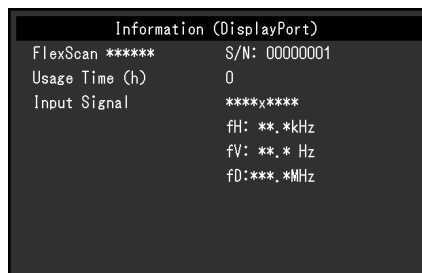 Information (DisplayPort)
FlexScan ****** S/N: 00000001
Usage Time (h) 0
Input Signal ****x****
fH: **.*kHz
fV: **.* Hz
fD:***.*MHz